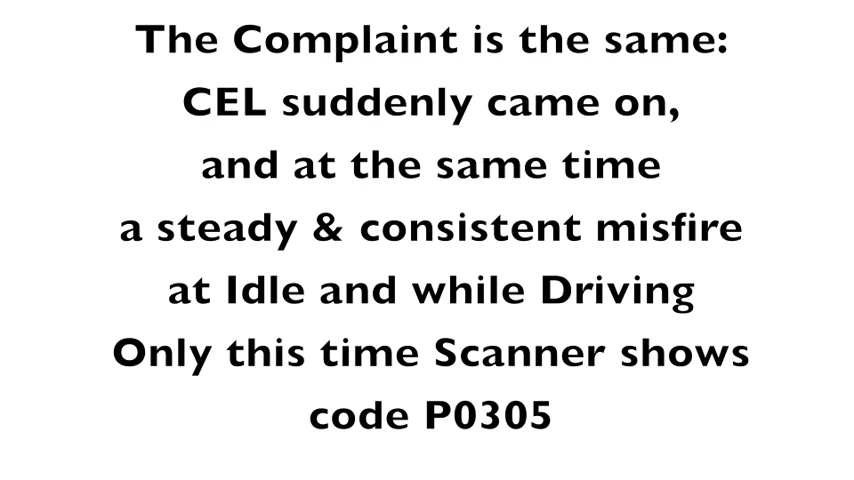 The Complaint is the same:
CEL suddenly came on,
and at the same time
a steady & consistent misfire
at Idle and while Driving
Only this time Scanner shows
code P0305